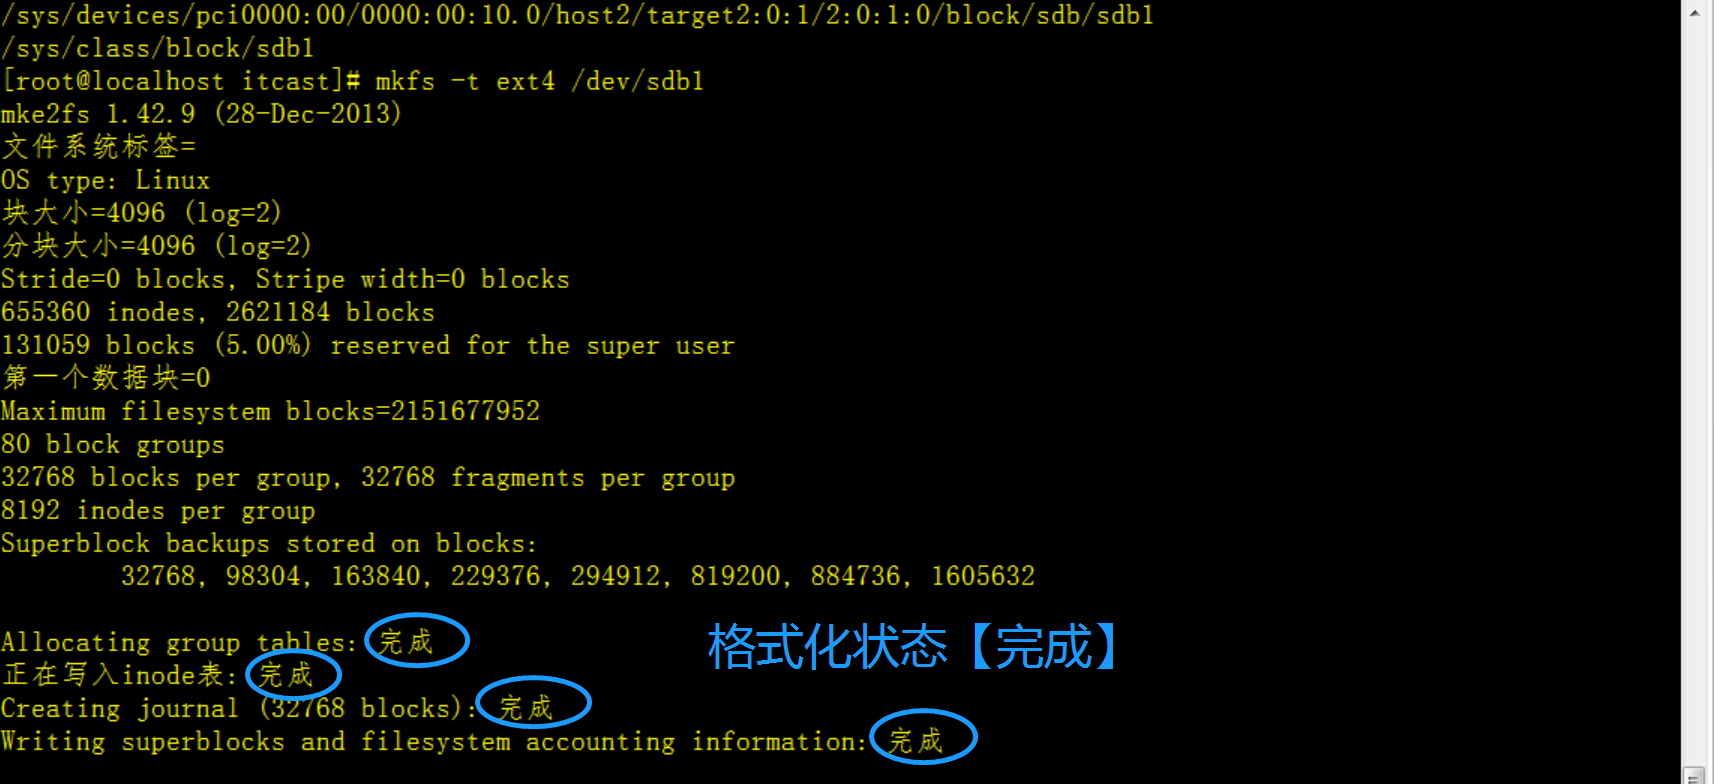 /sys/devices/pci0000:00/0000:00:10.0/host2/target2:0:1/2:0:1:0/block/sdb/sdb1
/sys/class/block/sdb1
[root@localhost itcast]# mkfs -t ext4 /dev/sdb1
mke2fs 1.42.9 (28-Dec-2013)
文件系统标签=
OS type: Linux
块大小=4096 (log=2)
分块大小=4096 (log=2)
Stride=0 blocks, Stripe width=0 blocks
655360 inodes, 2621184 blocks
131059 blocks (5.00%) reserved for the super user
第一个数据块=0
Maximum filesystem blocks=2151677952
80 block groups
32768 blocks per group, 32768 fragments per group
8192 inodes per group
Superblock backups stored on blocks:
32768, 98304, 163840, 229376, 294912, 819200, 884736, 1605632
Allocating group tables: 完成
格式化状态【完成】
正在写入inode表: 完成
Creating journal (32768 blocks): 完成
Writing superblocks and filesystem accounting information: 完成